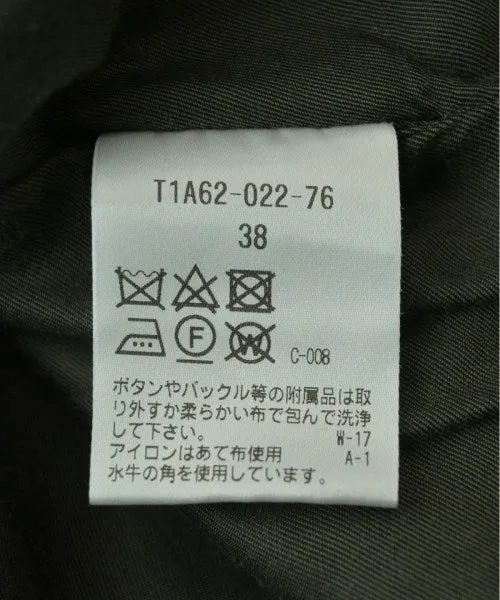 T1A62-022-76
38
F W C-008
ボタンやバックル等の附属品は取
り外すか柔らかい布で包んで洗浄
して下さい。 W-17
アイロンはあて布使用 A-1
水牛の角を使用しています。